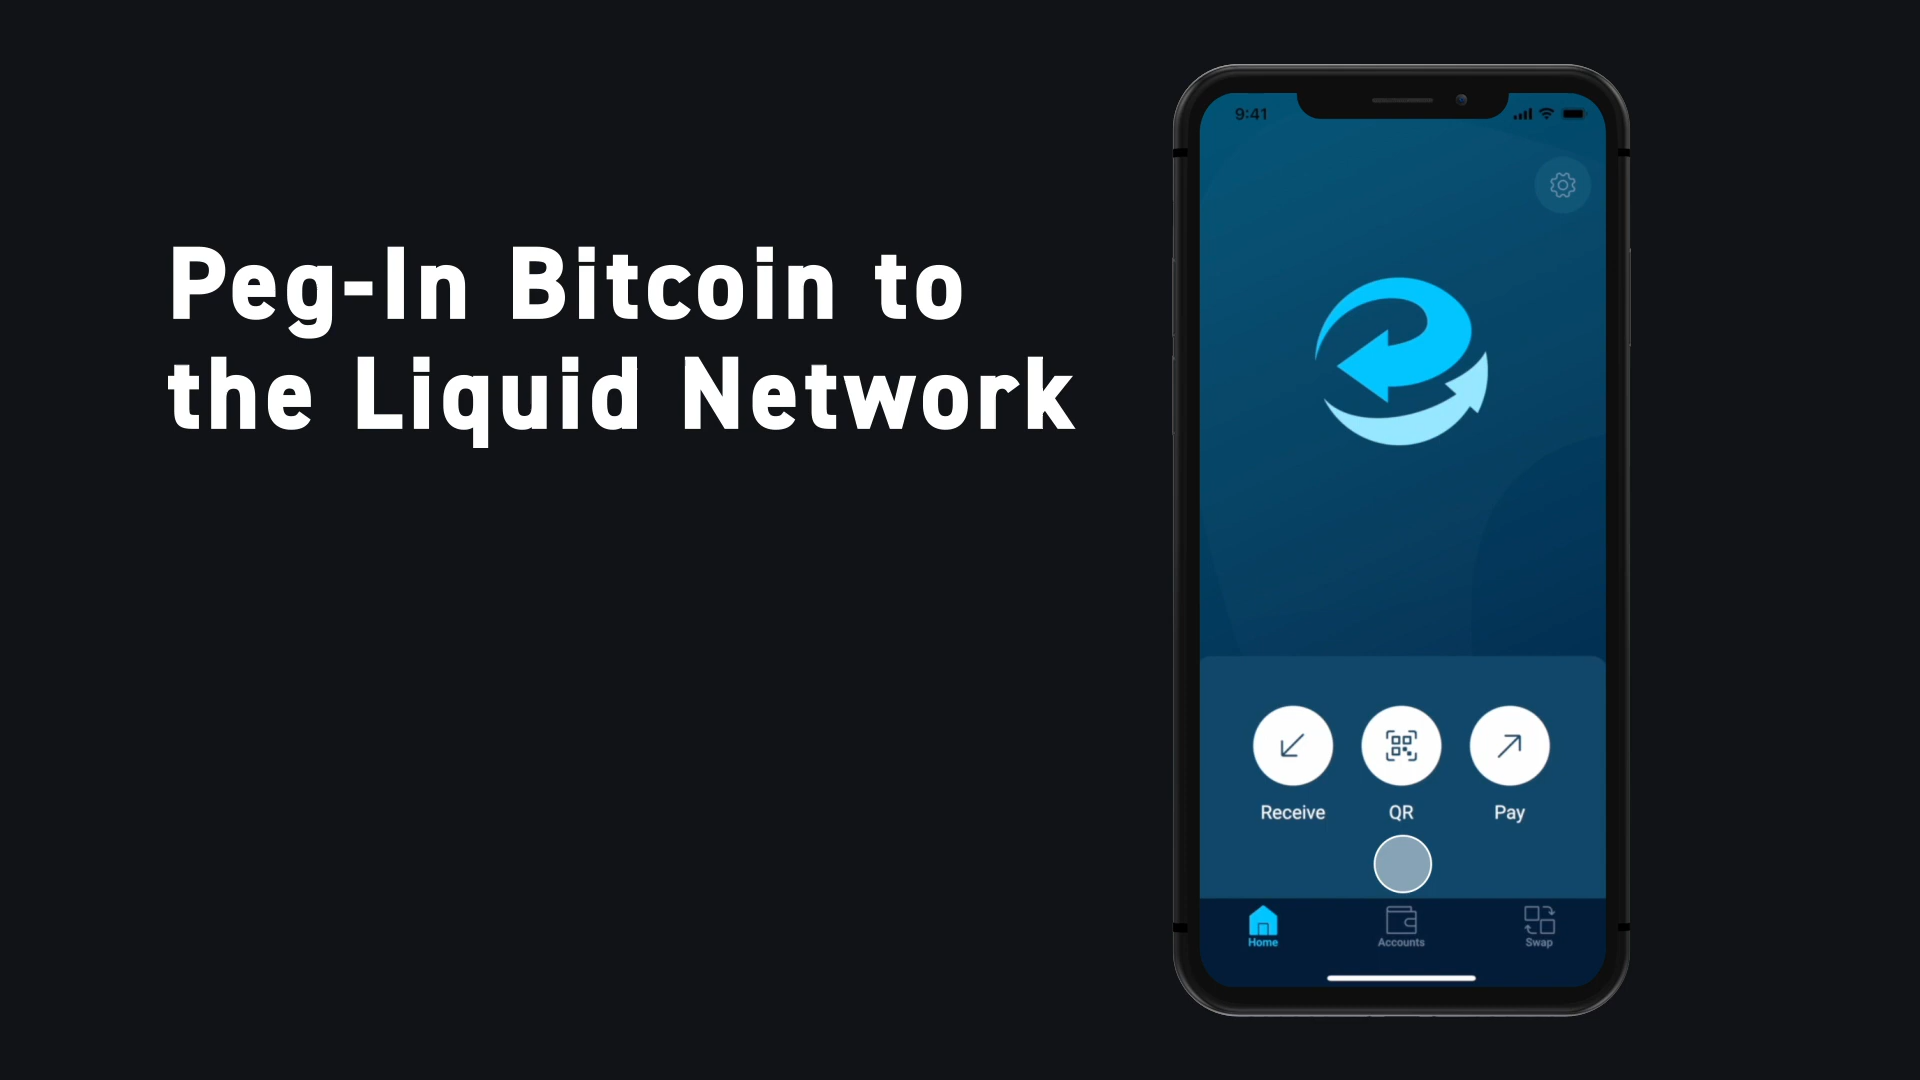 Peg-In Bitcoin to
the Liquid Network
9:41
Receive
QR
Pay
Home
Accounts
Swap